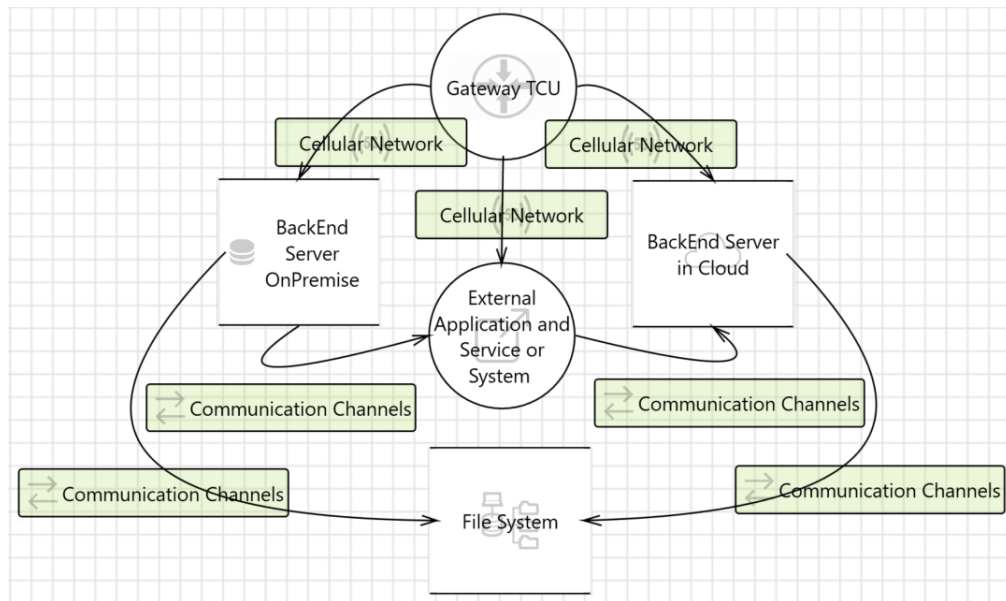 Gateway TCU
Cellular Network
Cellular Network
Cellular Network
BackEnd
Server
OnPremise
BackEnd Server
in Cloud
External
Application and
Service or
System
Communication Channels
Communication Channels
Communication Channels
Communication Channels
File System